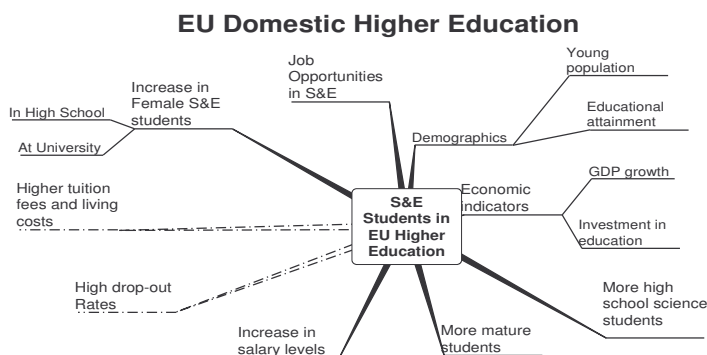 EU Domestic Higher Education
Young
population
Job
Opportunities
in S&E
Increase in
Female S&E
students
In High School
At University
Educational
attainment
Demographics
GDP growth
Economic
indicators
Higher tuition
fees and living
costs
S&E
Students in
EU Higher
Education
Investment in
education
High drop-out
Rates
More high
school science
students
Increase in
salary levels
More mature
students